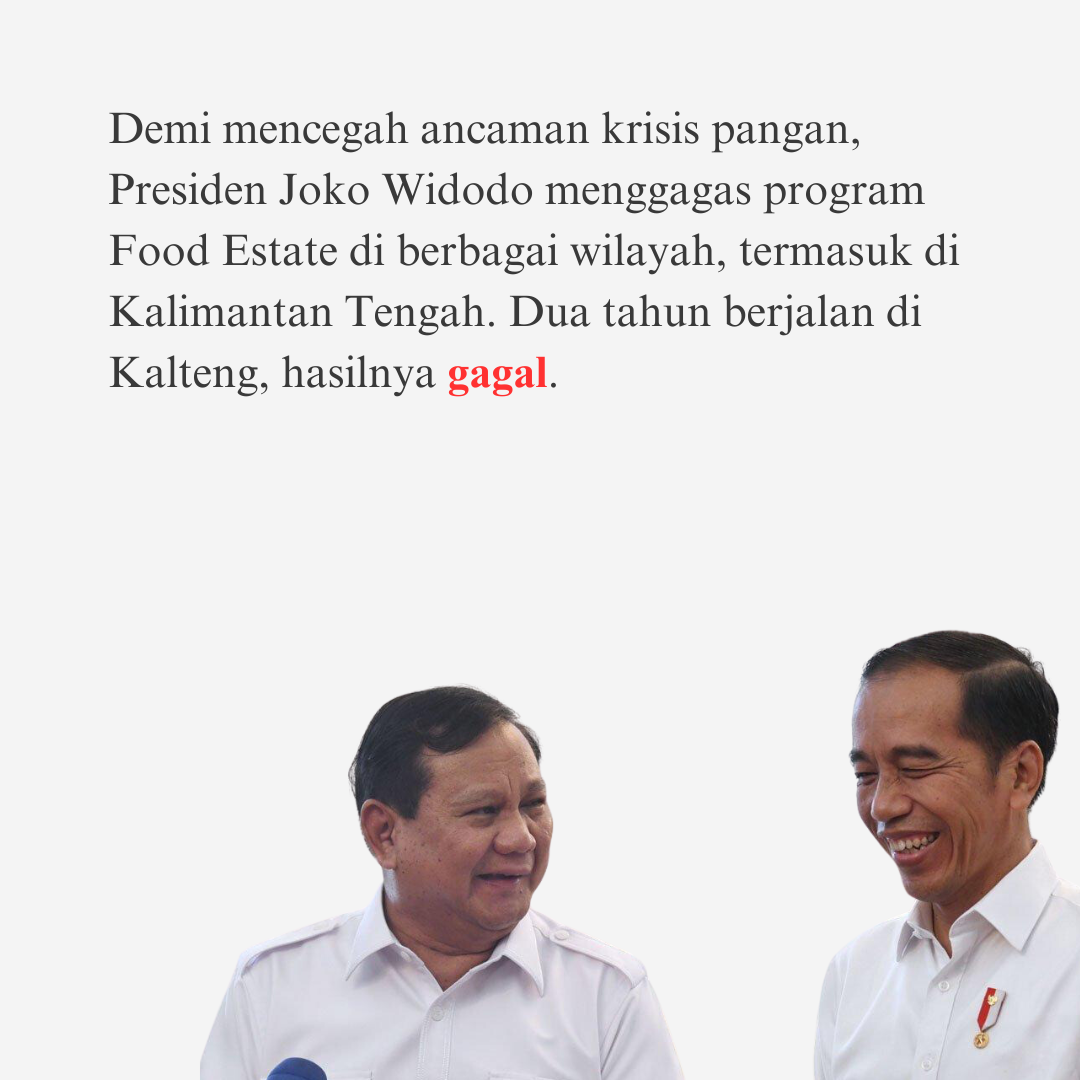 Demi mencegah ancaman krisis pangan,
Presiden Joko Widodo menggagas program
Food Estate di berbagai wilayah, termasuk di
Kalimantan Tengah. Dua tahun berjalan di
Kalteng, hasilnya gagal.